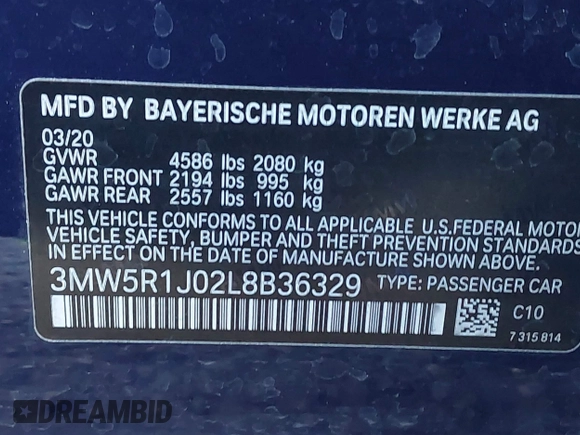 MFD BY BAYERISCHE MOTOREN WERKE AG
03/20
GVWR 4586 lbs 2080 kg
GAWR FRONT 2194 lbs 995 kg
GAWR REAR 2557 lbs 1160 kg
THIS VEHICLE CONFORMS TO ALL APPLICABLE U.S.FEDERAL MOTOR
VEHICLE SAFETY, BUMPER AND THEFT PREVENTION STANDARDS
IN EFFECT ON THE DATE OF MANUFACTURE SHOWN ABOVE.
3MW5R1J02L8B36329 TYPE: PASSENGER CAR
C10
7 315 814
DREAMBID